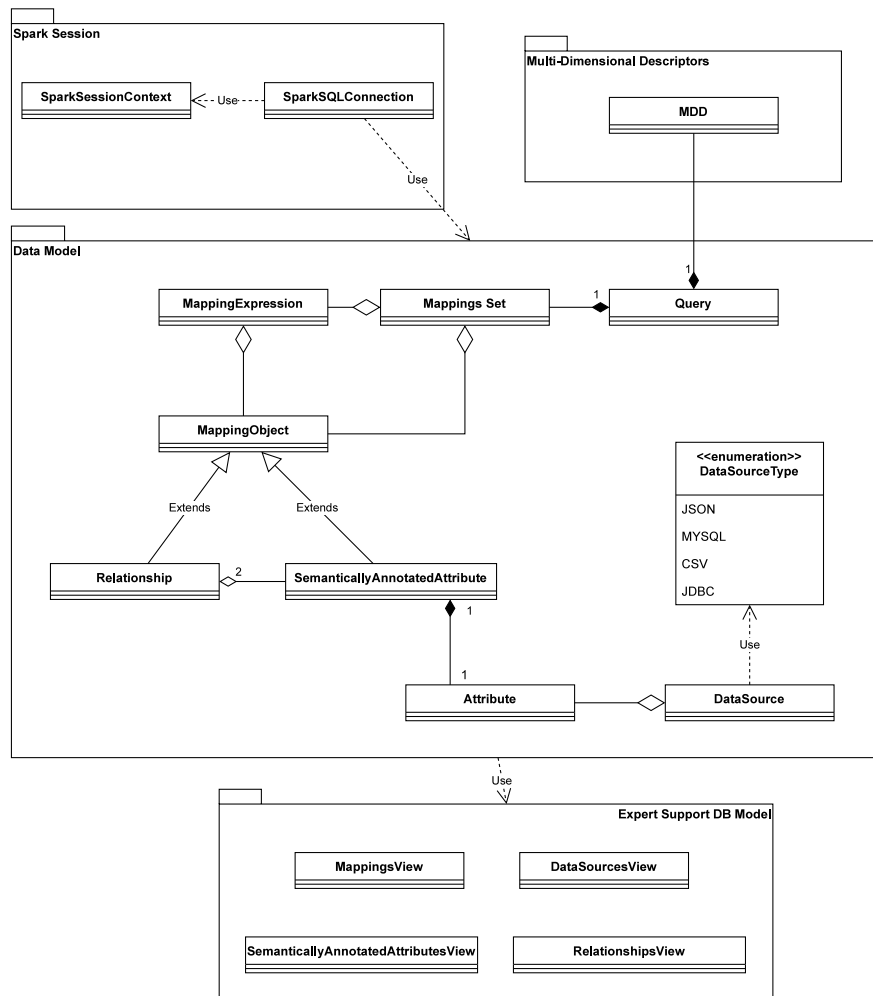 Spark Session
SparkSessionContext
Use
SparkSQLConnection
Use
Multi-Dimensional Descriptors
MDD
Data Model
1
MappingExpression
Mappings Set
1
Query
MappingObject
Extends
Extends
<<enumeration>>
DataSourceType
JSON
MYSQL
CSV
JDBC
Relationship
2
SemanticallyAnnotatedAttribute
1
Use
1
Attribute
DataSource
Use
Expert Support DB Model
MappingsView
DataSourcesView
SemanticallyAnnotatedAttributesView
RelationshipsView